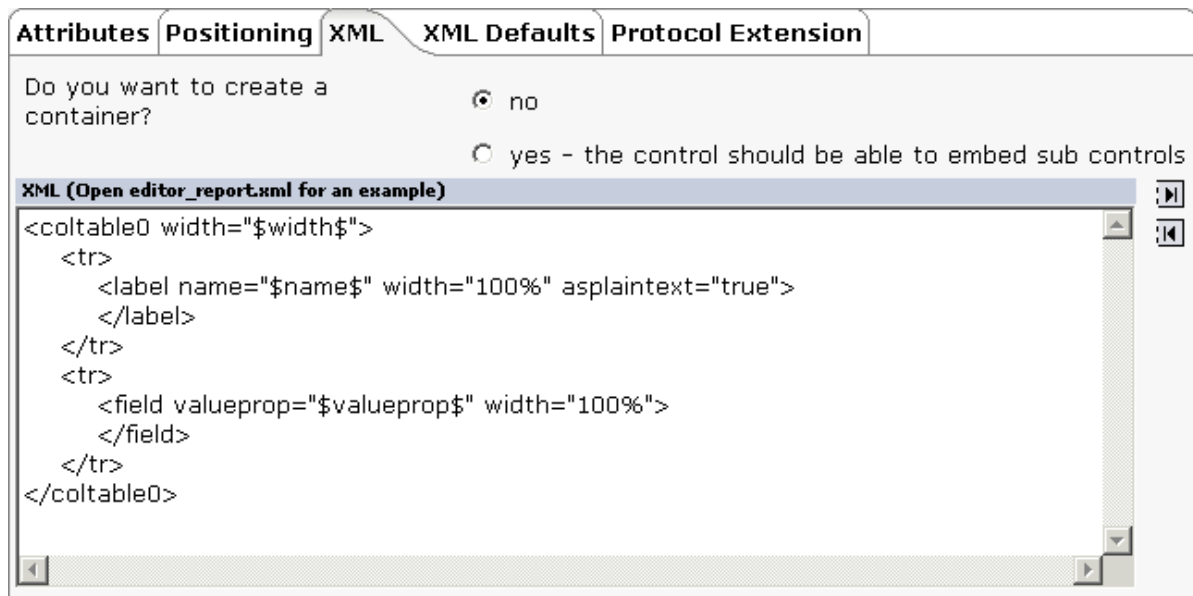 Attributes Positioning XML XML Defaults Protocol Extension
Do you want to create a
container?
no
yes - the control should be able to embed sub controls
XML (Open editor_report.xml for an example)
<coltable0 width="$width$">
<tr>
<label name="$name$" width="100%" asplaintext="true">
</label>
</tr>
<tr>
<field valueprop="$valueprop$" width="100%">
</field>
</tr>
</coltable0>